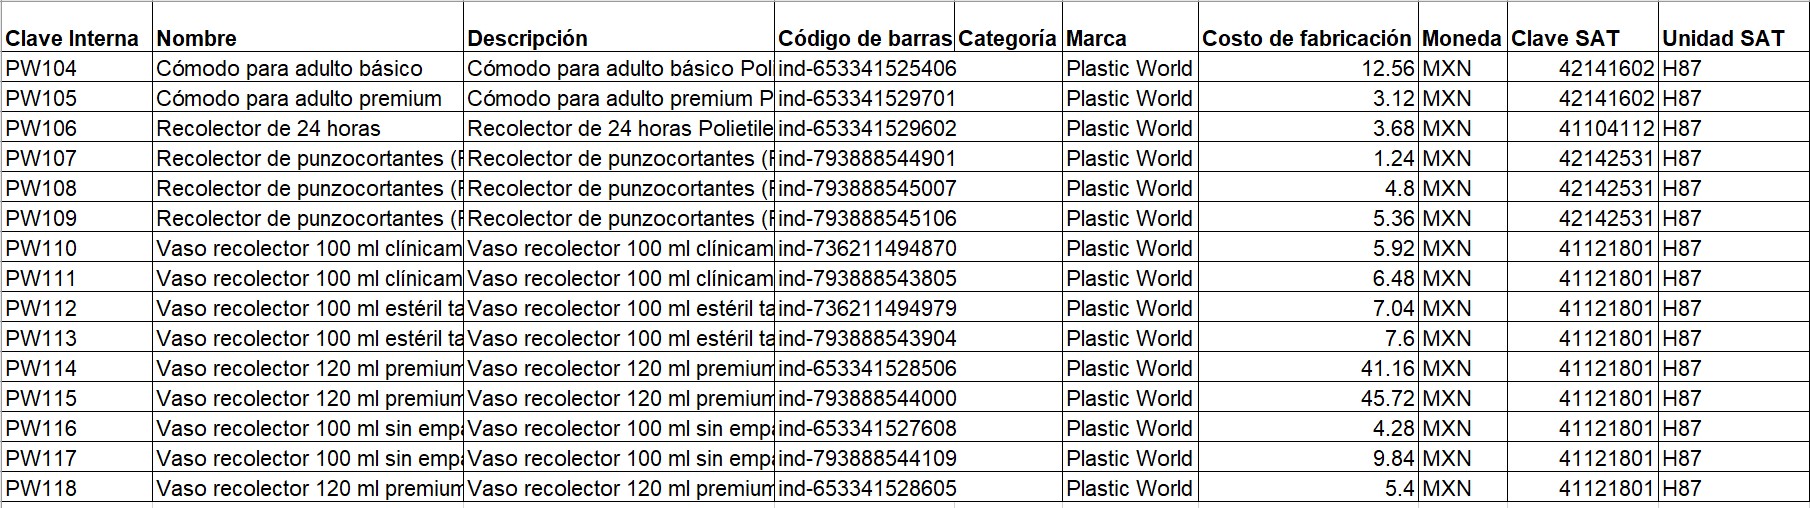 Clave Interna Nombre Descripción Código de barras Categoría Marca Costo de fabricación Moneda Clave SAT Unidad SAT
PW104 Cómodo para adulto básico Cómodo para adulto básico ind-653341525406 Plastic World 12.56 MXN 42141602 H87
PW105 Cómodo para adulto premium Cómodo para adulto premium P ind-653341529701 Plastic World 3.12 MXN 42141602 H87
PW106 Recolector de 24 horas Recolector de 24 horas Polietile ind-653341529602 Plastic World 3.68 MXN 41104112 H87
PW107 Recolector de punzocortantes Recolector de punzocortantes ind-793888544901 Plastic World 1.24 MXN 42142531 H87
PW108 Recolector de punzocortantes Recolector de punzocortantes ind-793888545007 Plastic World 4.8 MXN 42142531 H87
PW109 Recolector de punzocortantes Recolector de punzocortantes ind-793888545106 Plastic World 5.36 MXN 42142531 H87
PW110 Vaso recolector 100 ml clínicam Vaso recolector 100 ml clínicam ind-736211494870 Plastic World 5.92 MXN 41121801 H87
PW111 Vaso recolector 100 ml clínicam Vaso recolector 100 ml clínicam ind-793888543805 Plastic World 6.48 MXN 41121801 H87
PW112 Vaso recolector 100 ml estéril ta Vaso recolector 100 ml estéril ta ind-736211494979 Plastic World 7.04 MXN 41121801 H87
PW113 Vaso recolector 100 ml estéril ta Vaso recolector 100 ml estéril ta ind-793888543904 Plastic World 7.6 MXN 41121801 H87
PW114 Vaso recolector 120 ml premium Vaso recolector 120 ml premium ind-653341528506 Plastic World 41.16 MXN 41121801 H87
PW115 Vaso recolector 120 ml premium Vaso recolector 120 ml premium ind-793888544000 Plastic World 45.72 MXN 41121801 H87
PW116 Vaso recolector 100 ml sin empa Vaso recolector 100 ml sin empa ind-653341527608 Plastic World 4.28 MXN 41121801 H87
PW117 Vaso recolector 100 ml sin empa Vaso recolector 100 ml sin empa ind-793888544109 Plastic World 9.84 MXN 41121801 H87
PW118 Vaso recolector 120 ml premium Vaso recolector 120 ml premium ind-653341528605 Plastic World 5.4 MXN 41121801 H87